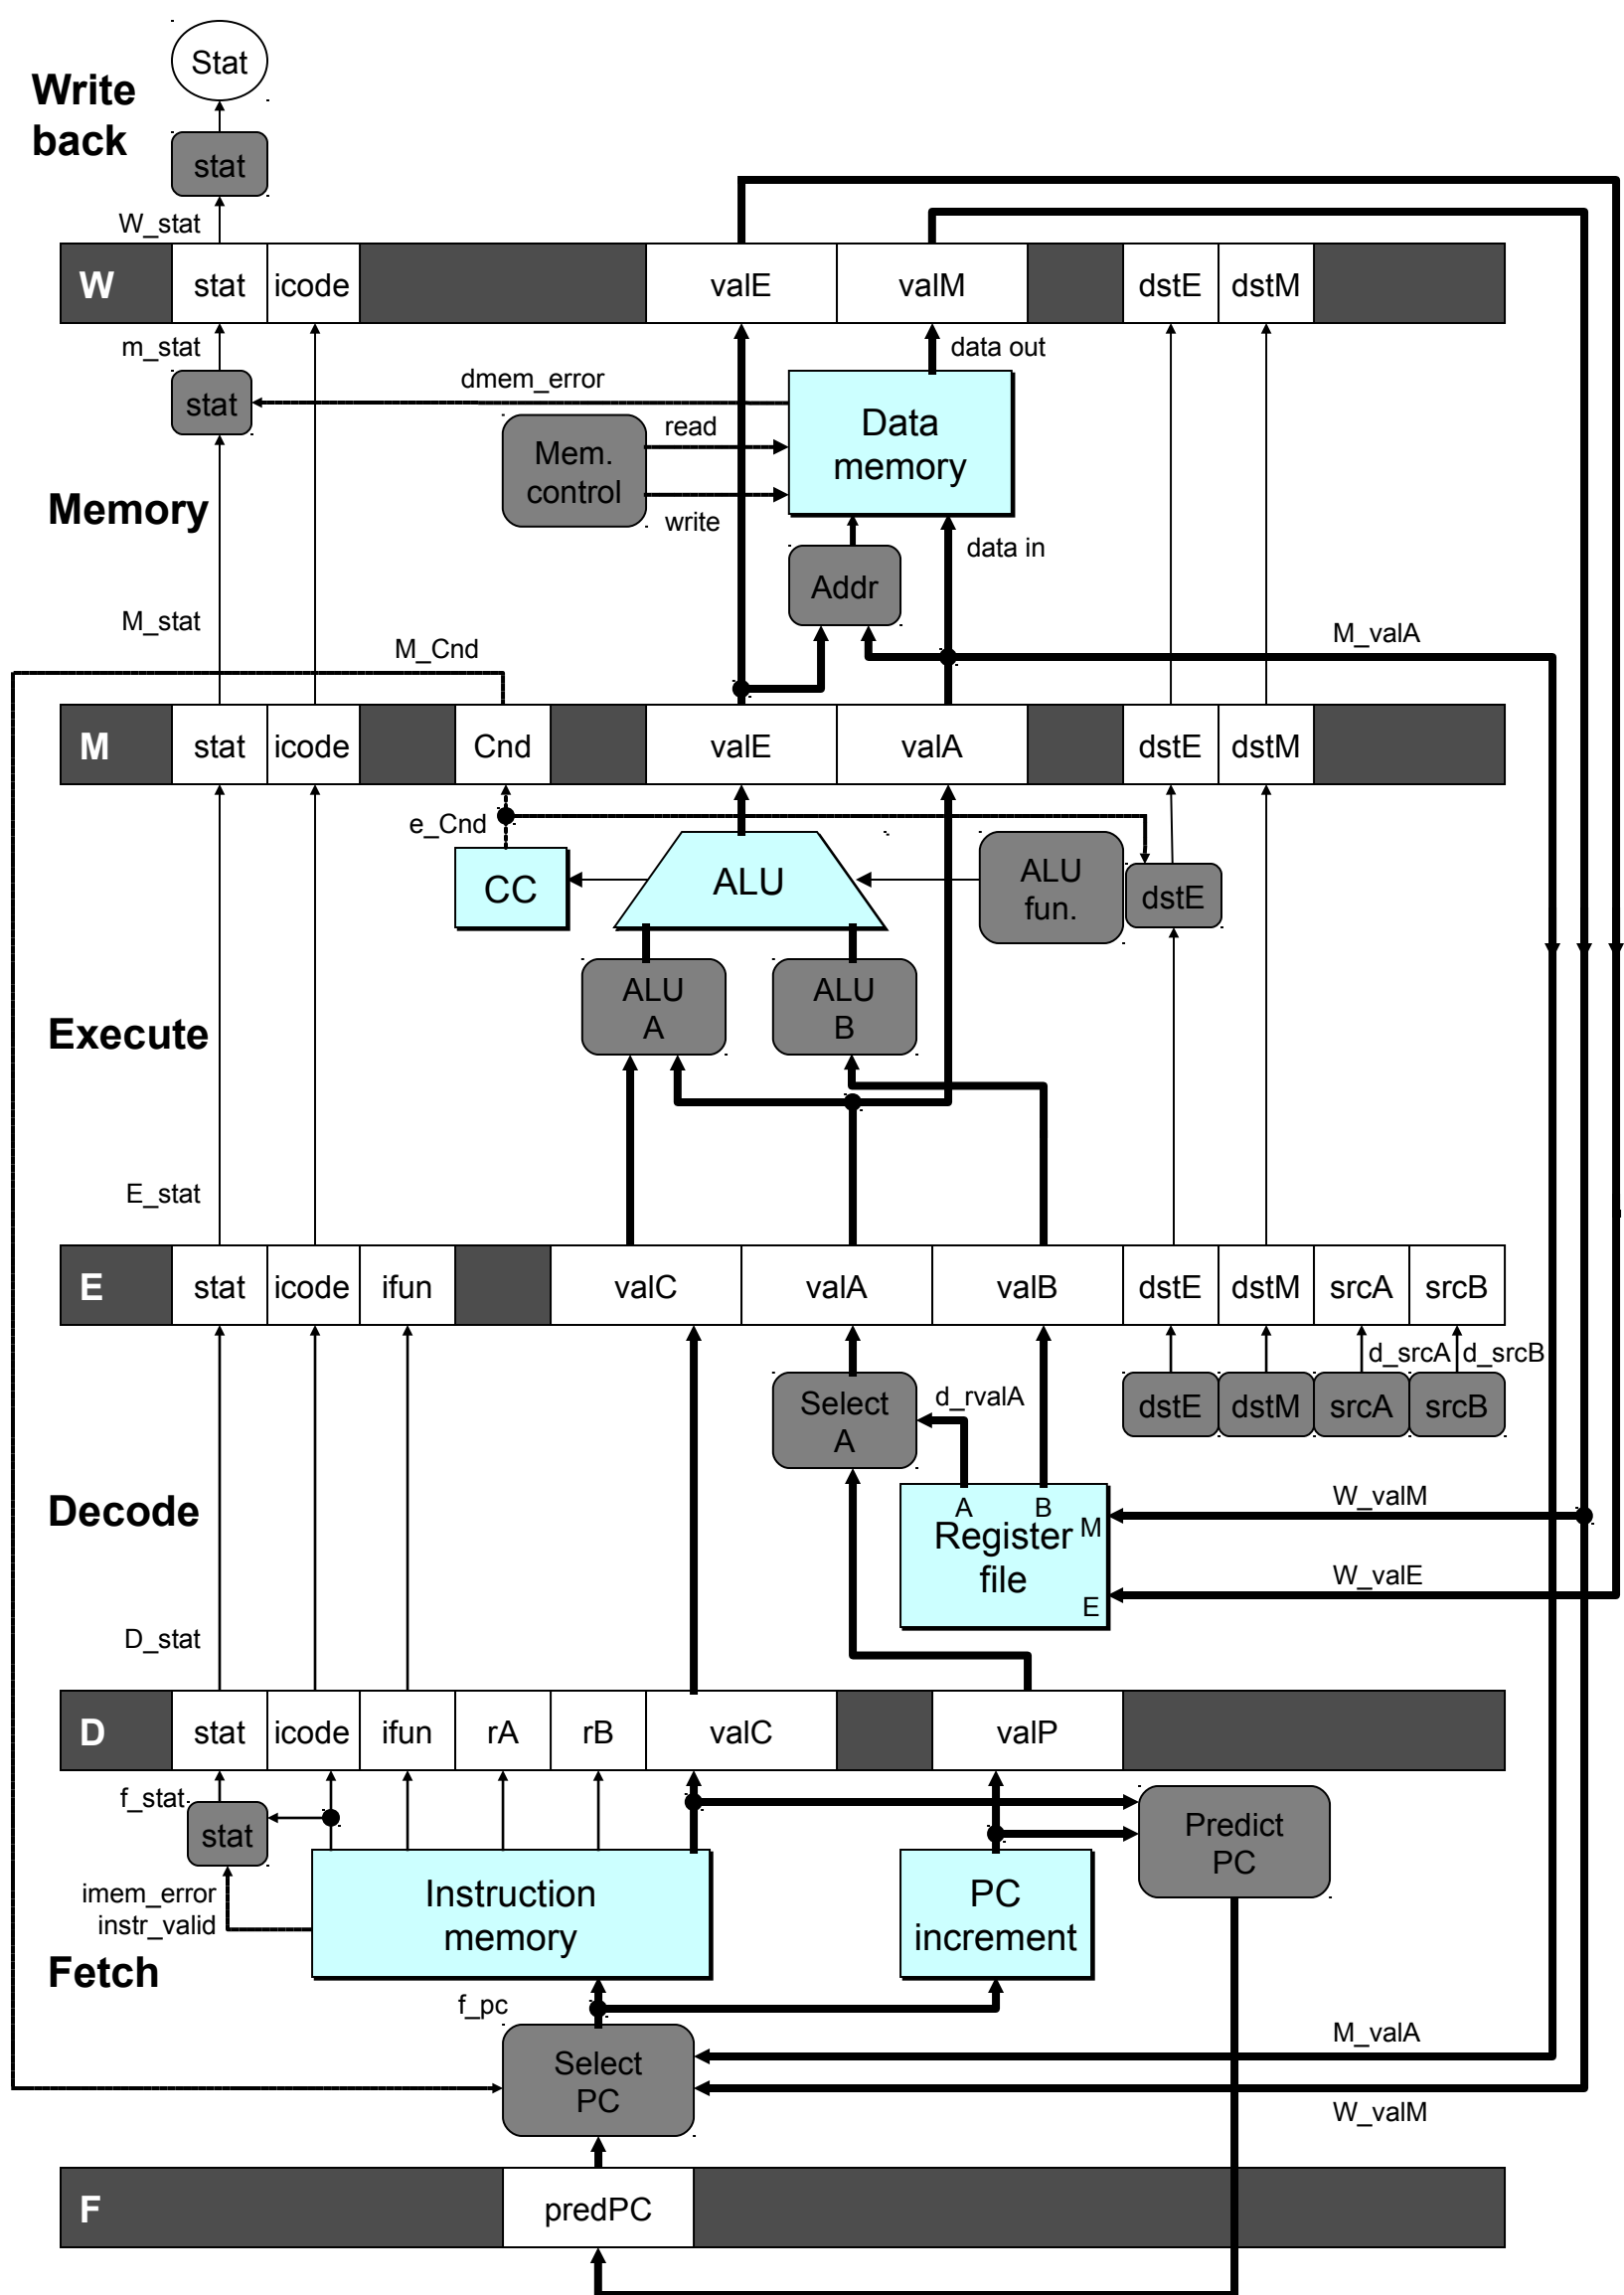 Stat
Write
back
stat
W_stat
W
stat
icode
valE
valM
dstE
dstM
m_stat
data out
dmem_error
stat
read
Data
memory
Mem.
control
write
Memory
data in
Addr
M_stat
M_Cnd
M_valA
M
stat
icode
Cnd
valE
valA
dstE
dstM
e_Cnd
CC
ALU
ALU
fun.
dstE
ALU
A
ALU
B
Execute
E_stat
E
stat
icode
ifun
valC
valA
valB
dstE
dstM
srcA
srcB
d_srcA
d_srcB
Select
A
d_rvalA
dstE
dstM
srcA
srcB
Decode
A
B
M
Register
file
E
W_valM
W_valE
D_stat
D
stat
icode
ifun
rA
rB
valC
valP
f_stat
stat
Predict
PC
imem_error
instr_valid
Instruction
memory
PC
increment
Fetch
f_pc
Select
PC
M_valA
W_valM
F
predPC